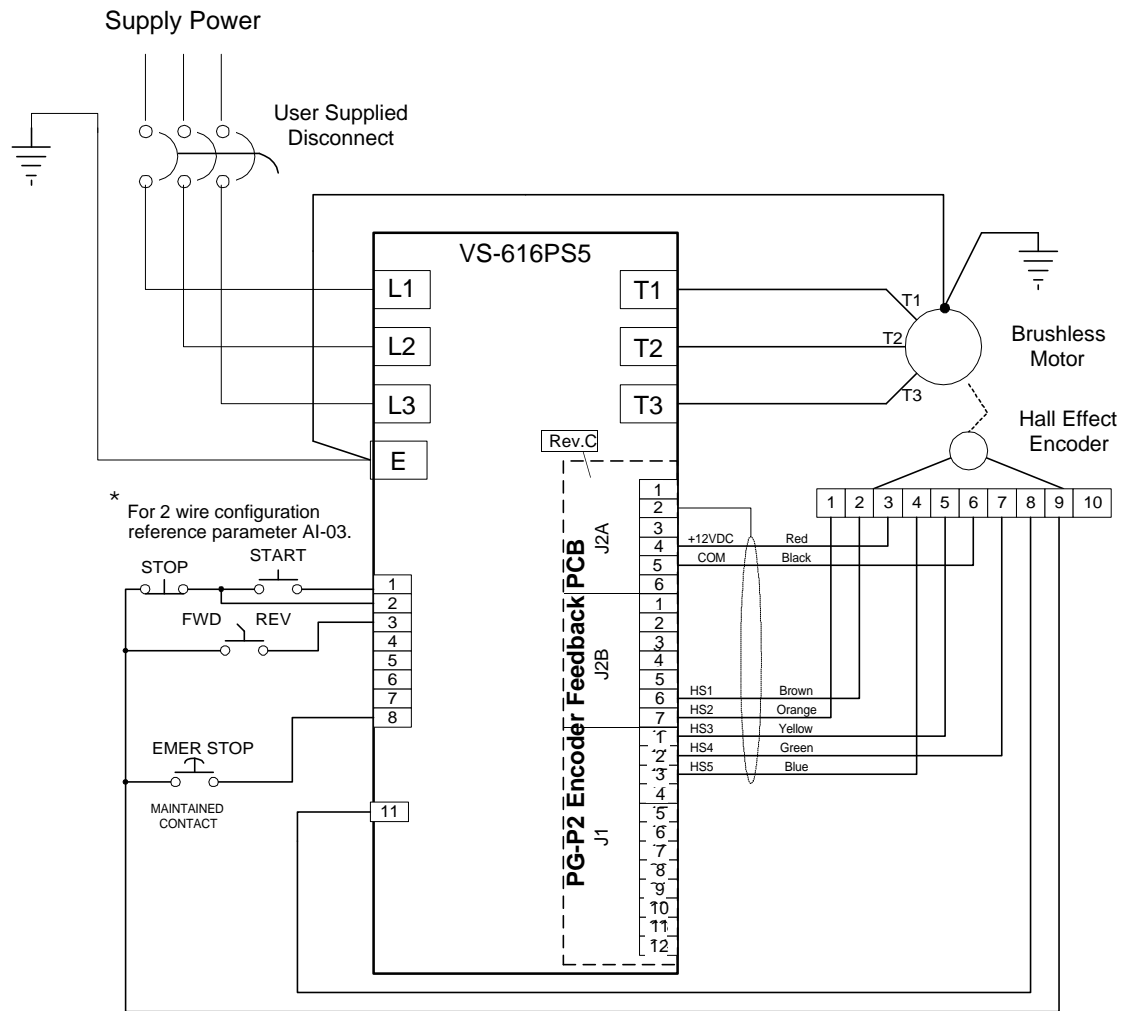 Supply Power
User Supplied
Disconnect
VS-616PS5
L1
T1
L2
T2
L3
T3
E
T1
T2
T3
Brushless
Motor
Hall Effect
Encoder
Rev.C
1 2 3 4 5 6 7 8 9 10
*
For 2 wire configuration
reference parameter AI-03.
STOP
START
FWD
REV
EMER STOP
MAINTAINED
CONTACT
1
2
3
4
5
6
7
8
11
PG-P2 Encoder Feedback PCB
J2A
1
2
3
4
5
6
J2B
1
2
3
4
5
6
7
J1
1
2
3
4
5
6
7
8
9
10
11
12
+12VDC Red
COM Black
HS1 Brown
HS2 Orange
HS3 Yellow
HS4 Green
HS5 Blue